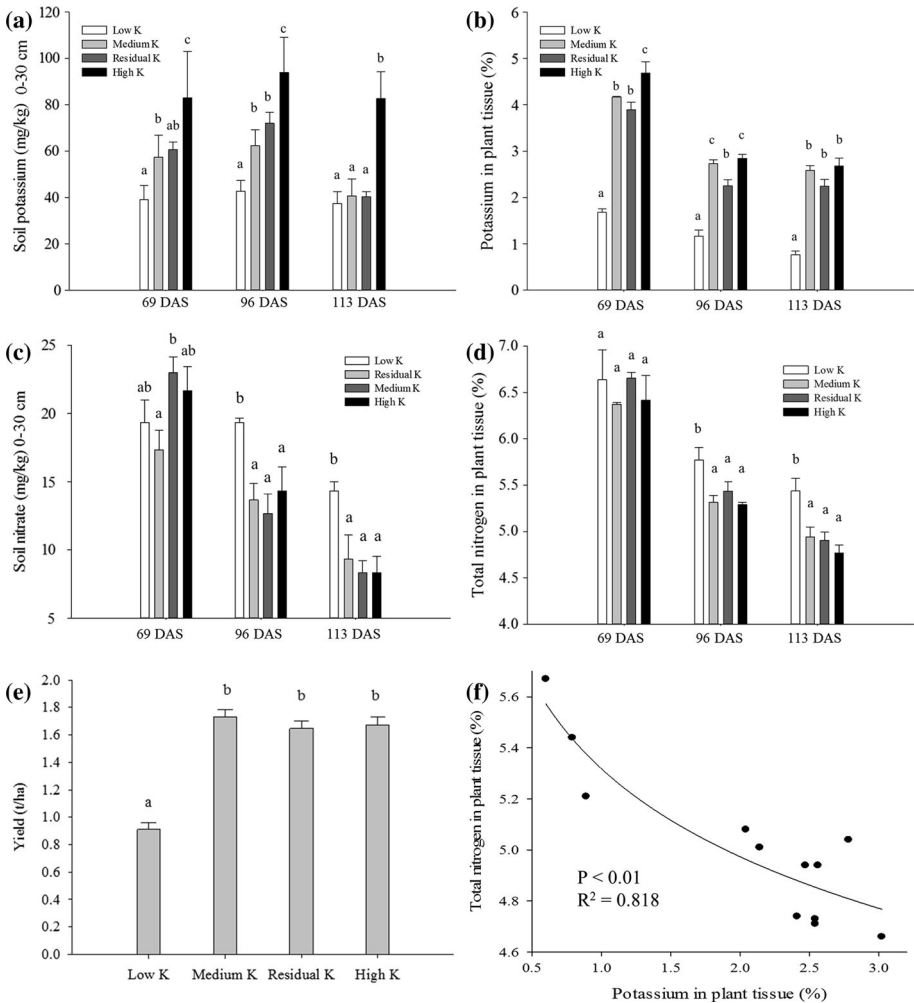 (a)
Soil potassium (mg/kg) 0-30 cm
120
100
80
60
40
20
0
Low K
Medium K
Residual K
High K
a
b
ab
c
a
b
b
c
a
a
a
b
69 DAS
96 DAS
113 DAS
(b)
Potassium in plant tissue (%)
6
5
4
3
2
1
0
Low K
Medium K
Residual K
High K
a
b
b
c
a
c
b
c
a
b
b
b
69 DAS
96 DAS
113 DAS
(c)
Soil nitrate (mg/kg) 0-30 cm
25
20
15
10
5
Low K
Residual K
Medium K
High K
ab
a
b
ab
b
a
a
a
b
a
a
a
69 DAS
96 DAS
113 DAS
(d)
Total nitrogen in plant tissue (%)
7.0
6.5
6.0
5.5
5.0
4.5
4.0
Low K
Medium K
Residual K
High K
a
a
a
a
b
a
a
a
b
a
a
a
69 DAS
96 DAS
113 DAS
(e)
Yield (t/ha)
2.0
1.8
1.6
1.4
1.2
1.0
0.8
0.6
0.4
0.2
0.0
a
b
b
b
Low K
Medium K
Residual K
High K
(f)
Total nitrogen in plant tissue (%)
5.6
5.4
5.2
5.0
4.8
4.6
P < 0.01
R² = 0.818
0.5
1.0
1.5
2.0
2.5
3.0
Potassium in plant tissue (%)